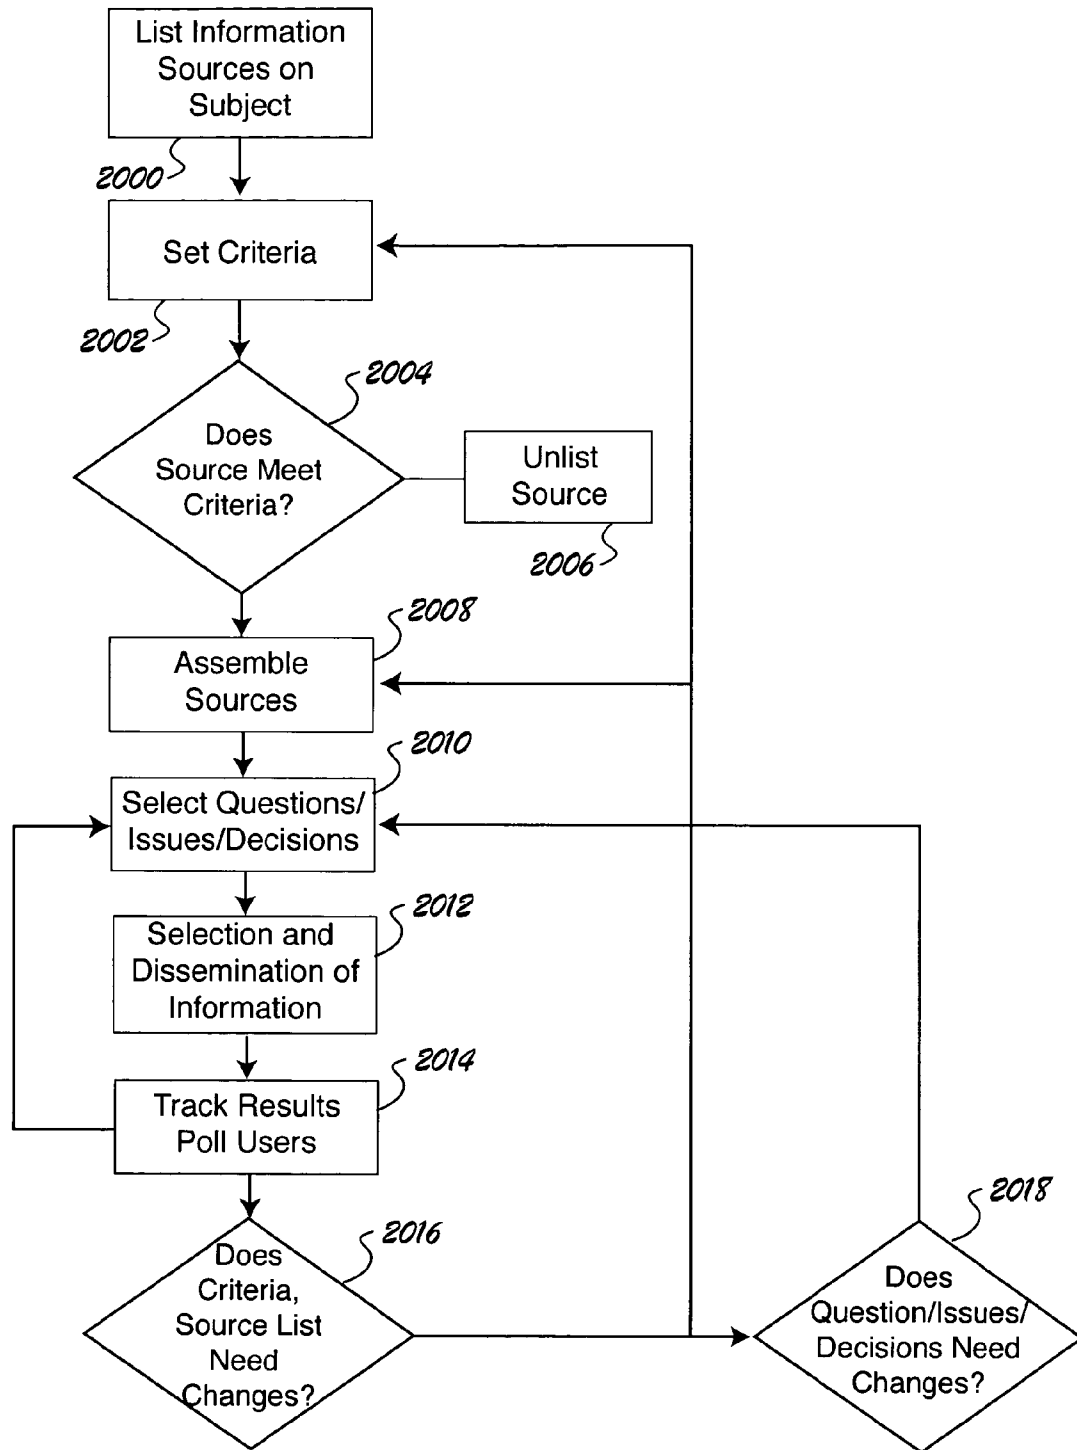 List Information
Sources on
Subject
2000
Set Criteria
2002
2004
Does
Source Meet
Criteria?
Unlist
Source
2006
2008
Assemble
Sources
2010
Select Questions/
Issues/Decisions
2012
Selection and
Dissemination of
Information
2014
Track Results
Poll Users
2016
Does
Criteria,
Source List
Need
Changes?
2018
Does
Question/Issues/
Decisions Need
Changes?